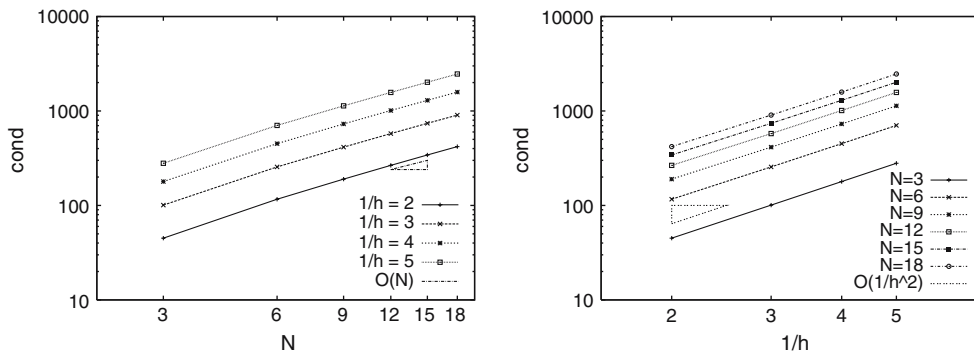 10000
1000
100
10
cond
3
6
9
12
15
18
N
1/h = 2
1/h = 3
1/h = 4
1/h = 5
O(N)
10000
1000
100
10
cond
2
3
4
5
1/h
N=3
N=6
N=9
N=12
N=15
N=18
O(1/h^2)